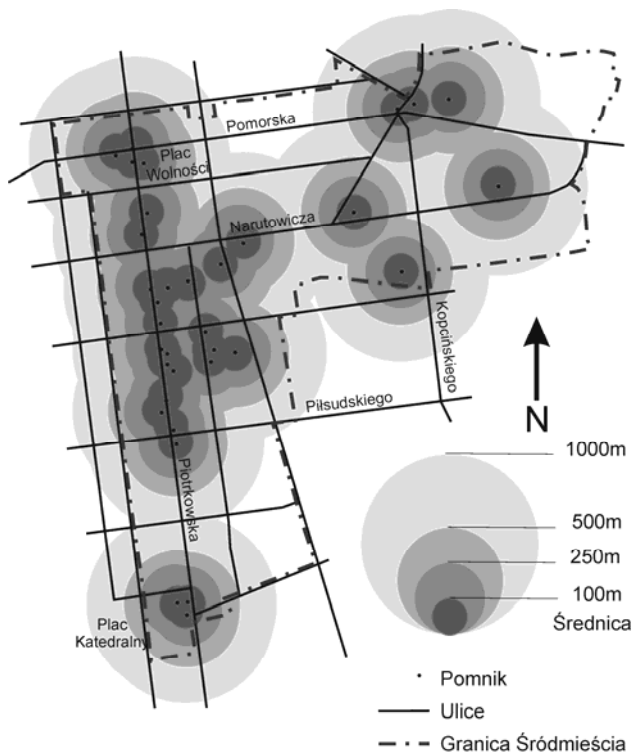 Pomorska
Plac
Wolności
Narutowicza
Kopcińskiego
Piłsudskiego
Piotrkowska
N
1000m
500m
250m
100m
Średnica
Plac
Katedralny
Pomnik
Ulice
Granica Śródmieścia